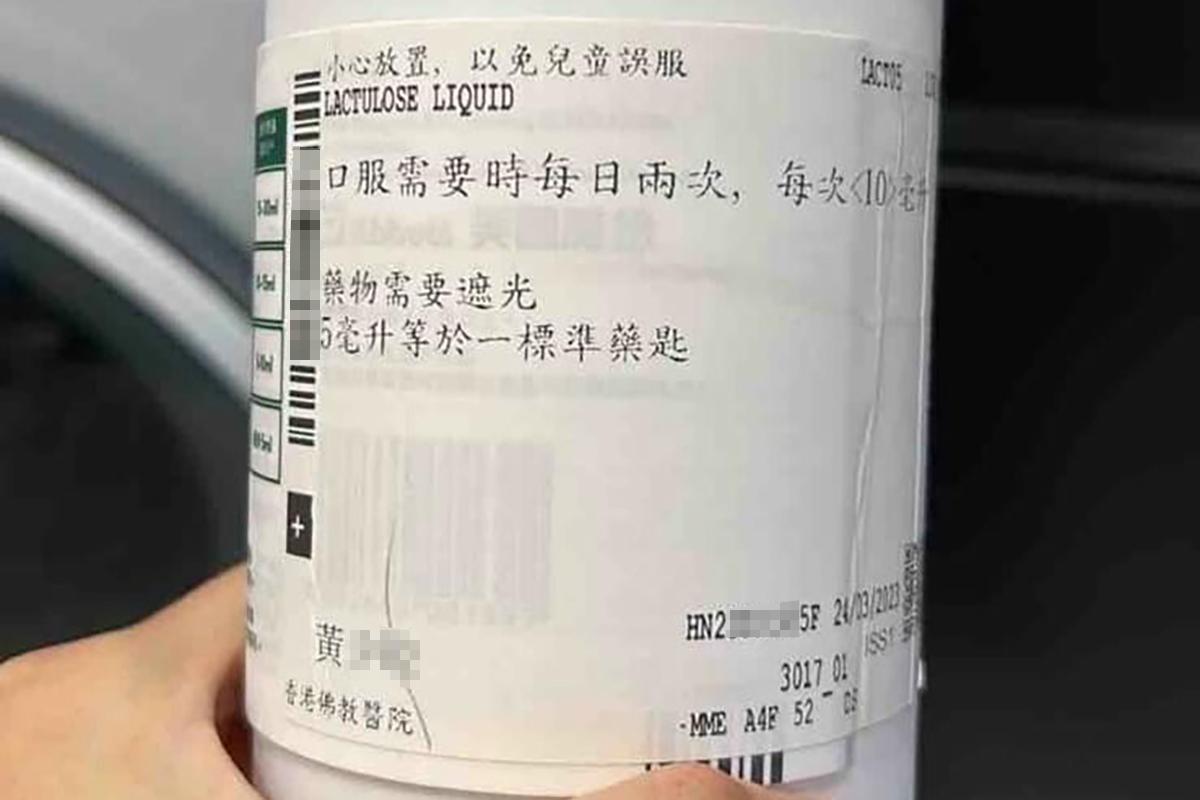 小心放置，以免兒童誤服
LACTULOSE LIQUID
LACT05
口服需要時每日兩次，每次<10>毫升
藥物需要遮光
5毫升等於一標準藥匙
+
HN2 5F 24/03/2023
ISS1
黃
3017 01
香港佛教醫院
-MME A4F 52